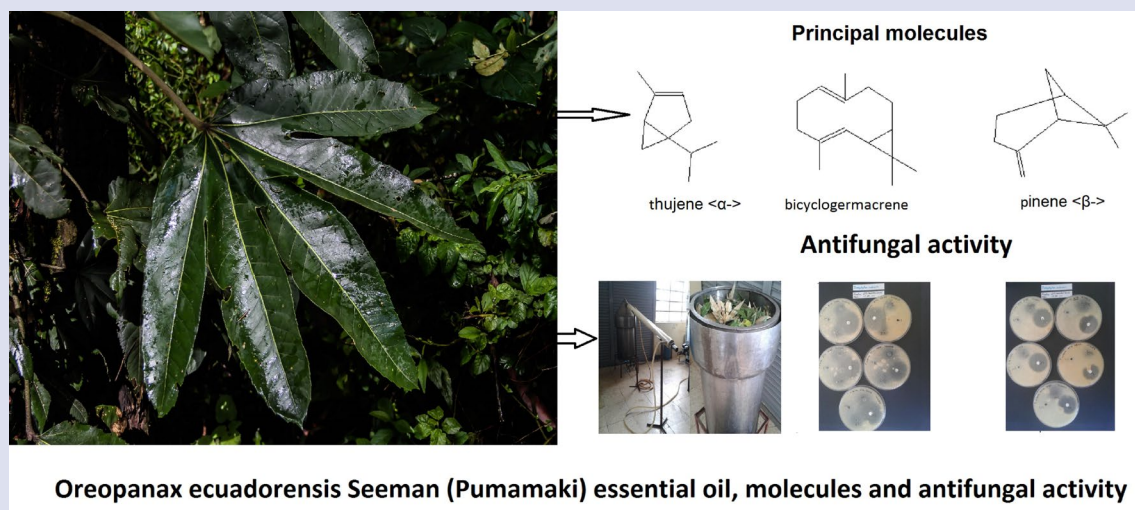 Principal molecules
thujene <α->
bicyclogermacrene
pinene <β->
Antifungal activity
Oreopanax ecuadorensis Seeman (Pumamaki) essential oil, molecules and antifungal activity